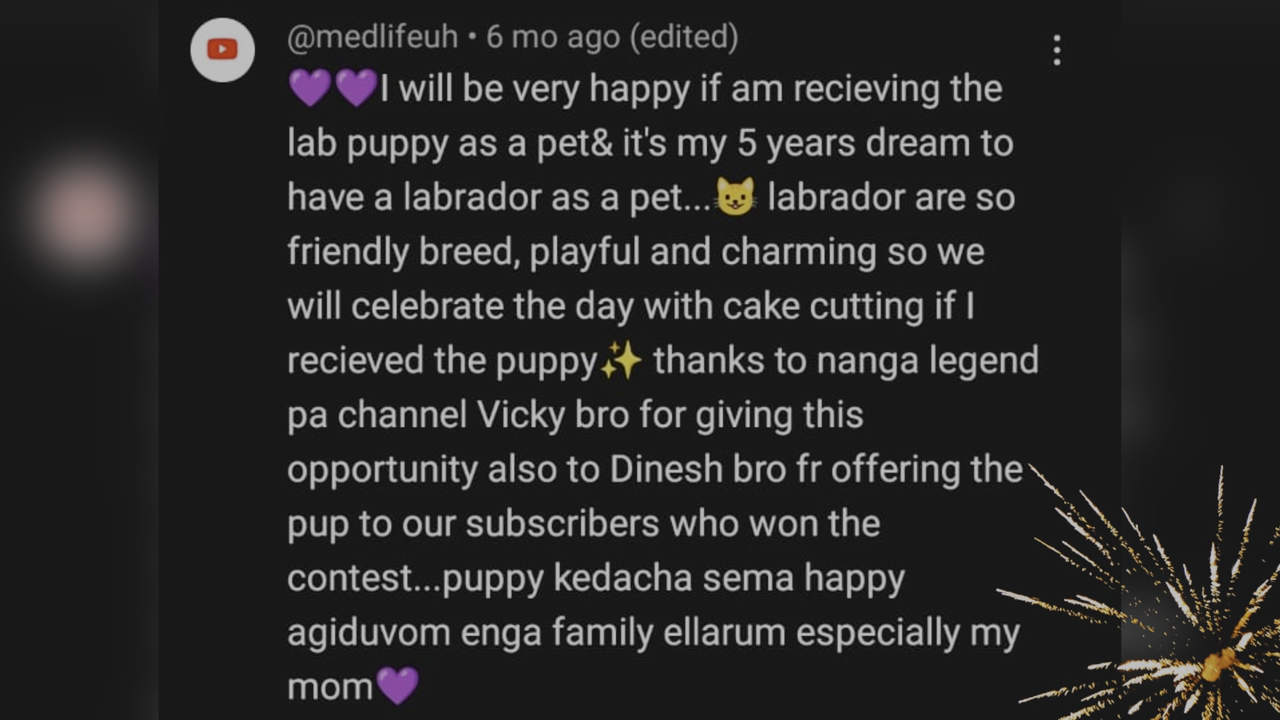 @medlifeuh • 6 mo ago (edited)
💜💜I will be very happy if am recieving the
lab puppy as a pet& it's my 5 years dream to
have a labrador as a pet...😺 labrador are so
friendly breed, playful and charming so we
will celebrate the day with cake cutting if I
recieved the puppy✨ thanks to nanga legend
pa channel Vicky bro for giving this
opportunity also to Dinesh bro fr offering the
pup to our subscribers who won the
contest...puppy kedacha sema happy
agiduvom enga family ellarum especially my
mom💜